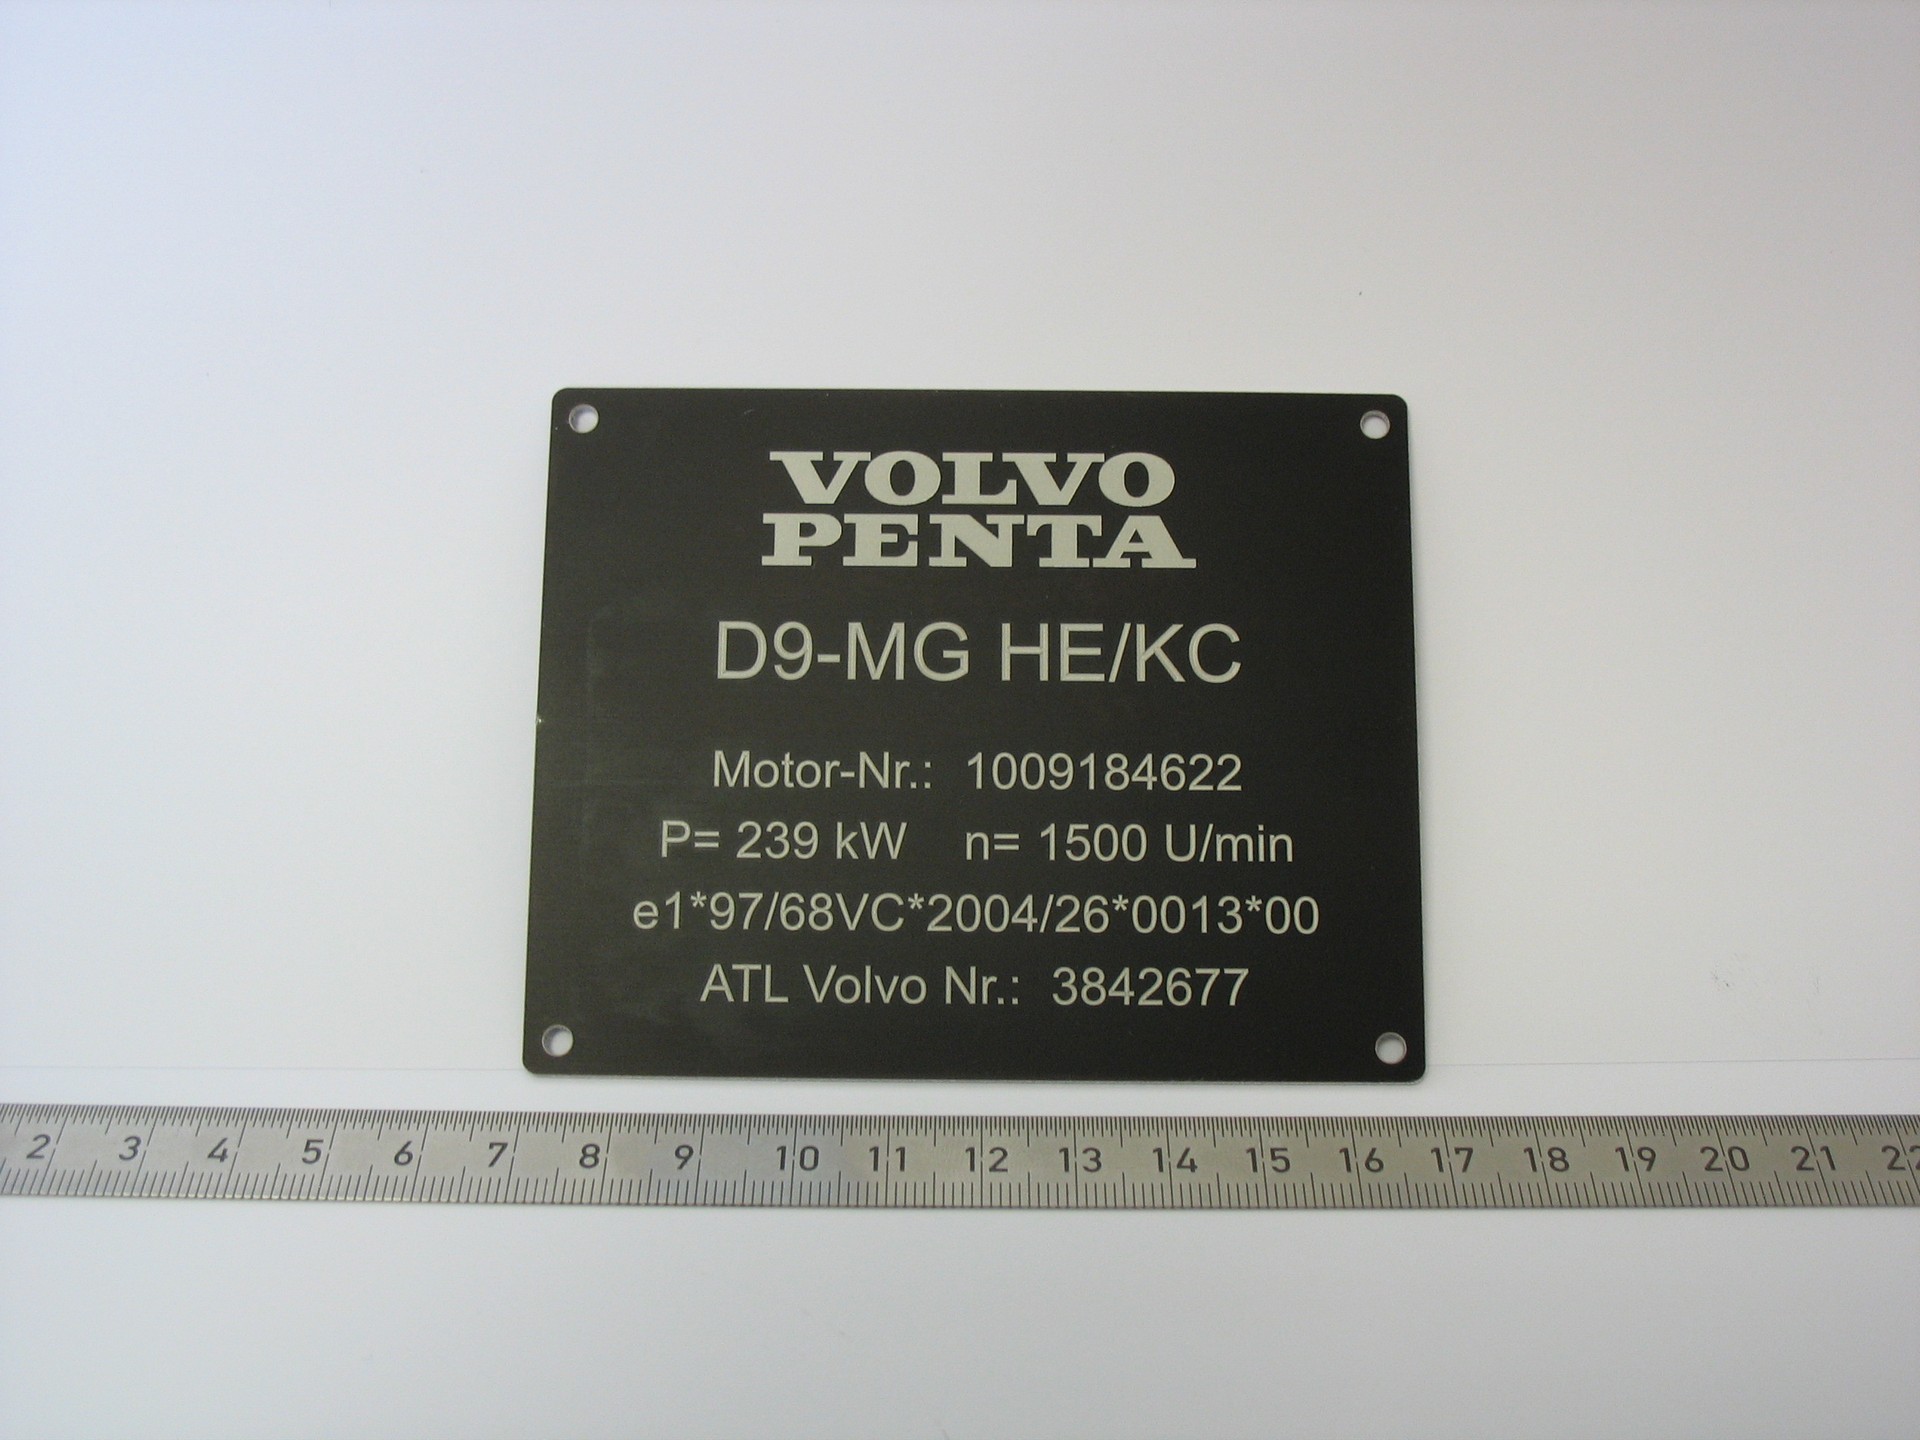 VOLVO
PENTA
D9-MG HE/KC
Motor-Nr.: 1009184622
P= 239 kW n= 1500 U/min
e1*97/68VC*2004/26*0013*00
ATL Volvo Nr.: 3842677
2 3 4 5 6 7 8 9 10 11 12 13 14 15 16 17 18 19 20 21 22